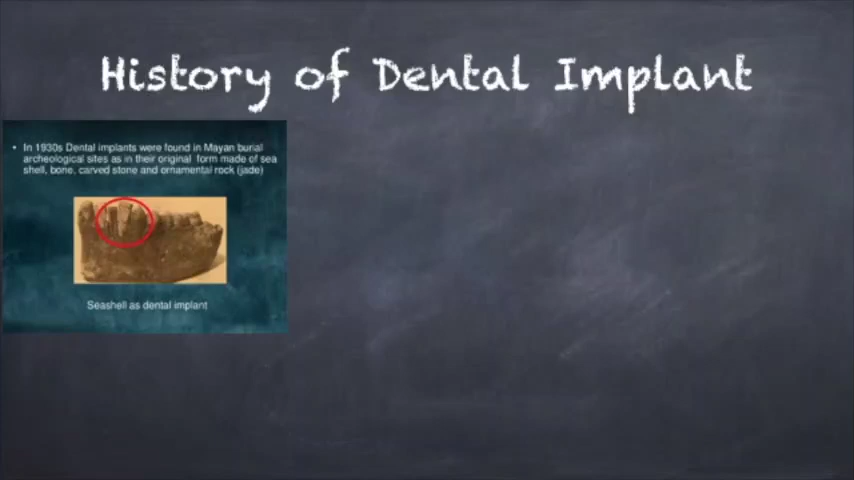 History of Dental Implant
• In 1930s Dental implants were found in Mayan burial
archeological sites as in their original form made of sea
shell, bone, carved stone and ornamental rock (jade)
Seashell as dental implant